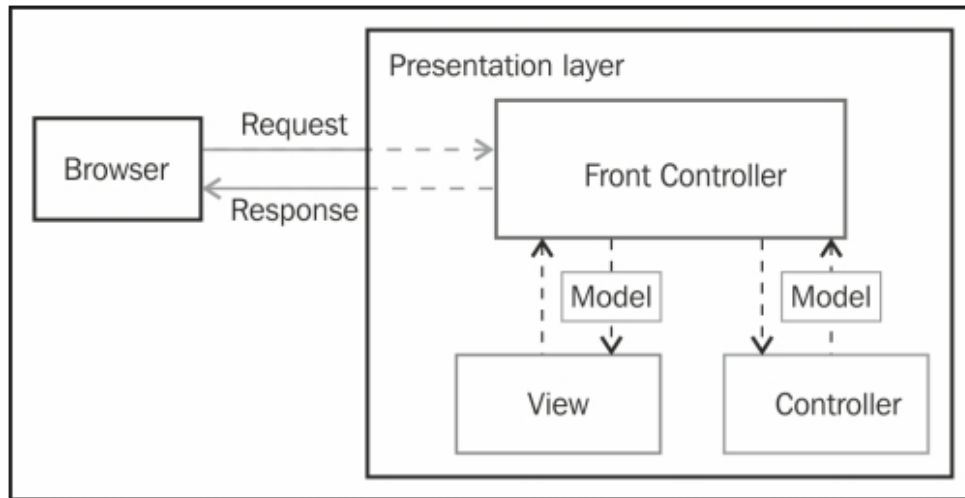 Presentation layer
Request
Browser
Front Controller
Response
Model
Model
View
Controller